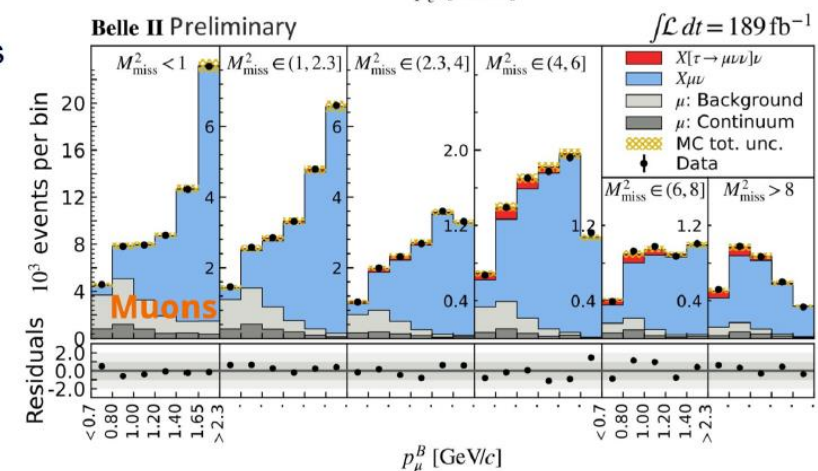 Belle II Preliminary
∫ℒ dt = 189 fb⁻¹
M²miss < 1
M²miss ∈ (1, 2.3]
M²miss ∈ (2.3, 4]
M²miss ∈ (4, 6]
X[τ→μνν]ν
Xμν
μ: Background
μ: Continuum
MC tot. unc.
Data
M²miss ∈ (6, 8]
M²miss > 8
10³ events per bin
20
16
12
8
4
0
6
4
2
6
4
2
1.2
0.4
2.0
1.2
0.4
1.2
0.4
Muons
Residuals
2.0
0.0
-2.0
<0.7
0.80
1.00
1.20
1.40
1.65
>2.3
<0.7
0.80
1.00
1.20
1.40
>2.3
p_μ^B [GeV/c]